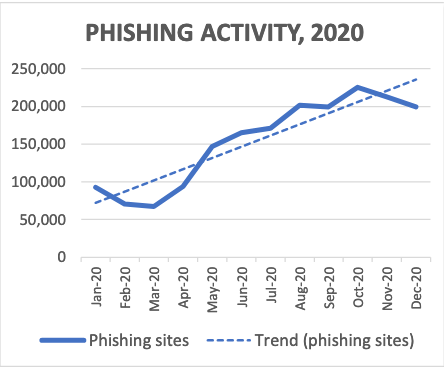 PHISHING ACTIVITY, 2020
250,000
200,000
150,000
100,000
50,000
0
Jan-20
Feb-20
Mar-20
Apr-20
May-20
Jun-20
Jul-20
Aug-20
Sep-20
Oct-20
Nov-20
Dec-20
Phishing sites
Trend (phishing sites)